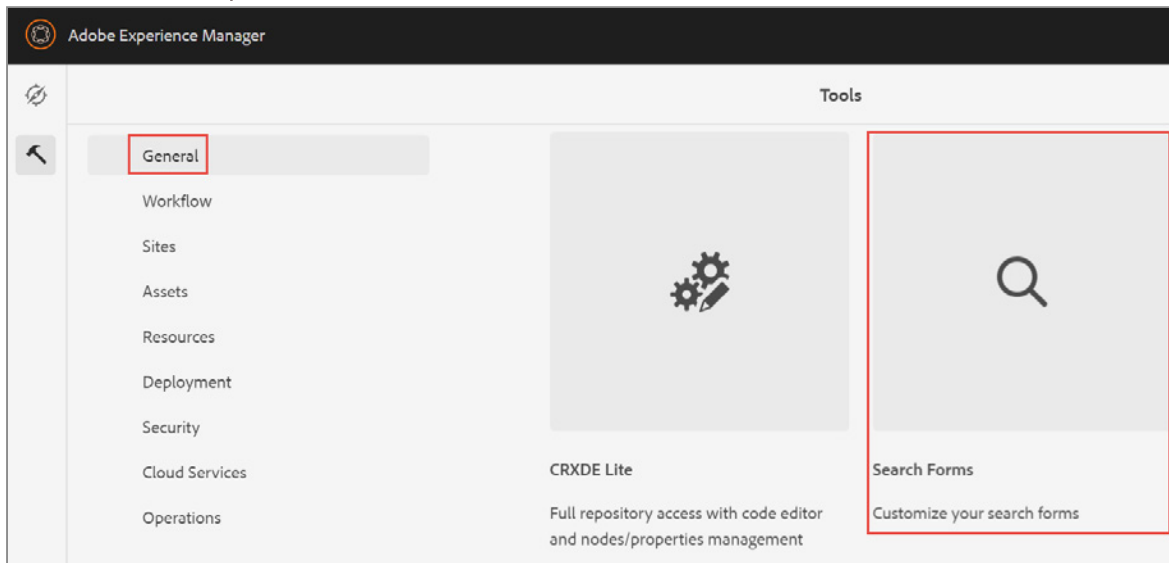 Adobe Experience Manager
Tools
General
Workflow
Sites
Assets
Resources
Deployment
Security
Cloud Services
Operations
CRXDE Lite
Full repository access with code editor
and nodes/properties management
Search Forms
Customize your search forms